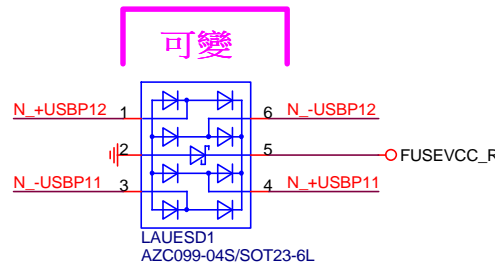 可變
N_+USBP12 1 6 N_-USBP12
2 5 FUSEVCC_R
N_-USBP11 3 4 N_+USBP11
LAUESD1
AZC099-04S/SOT23-6L